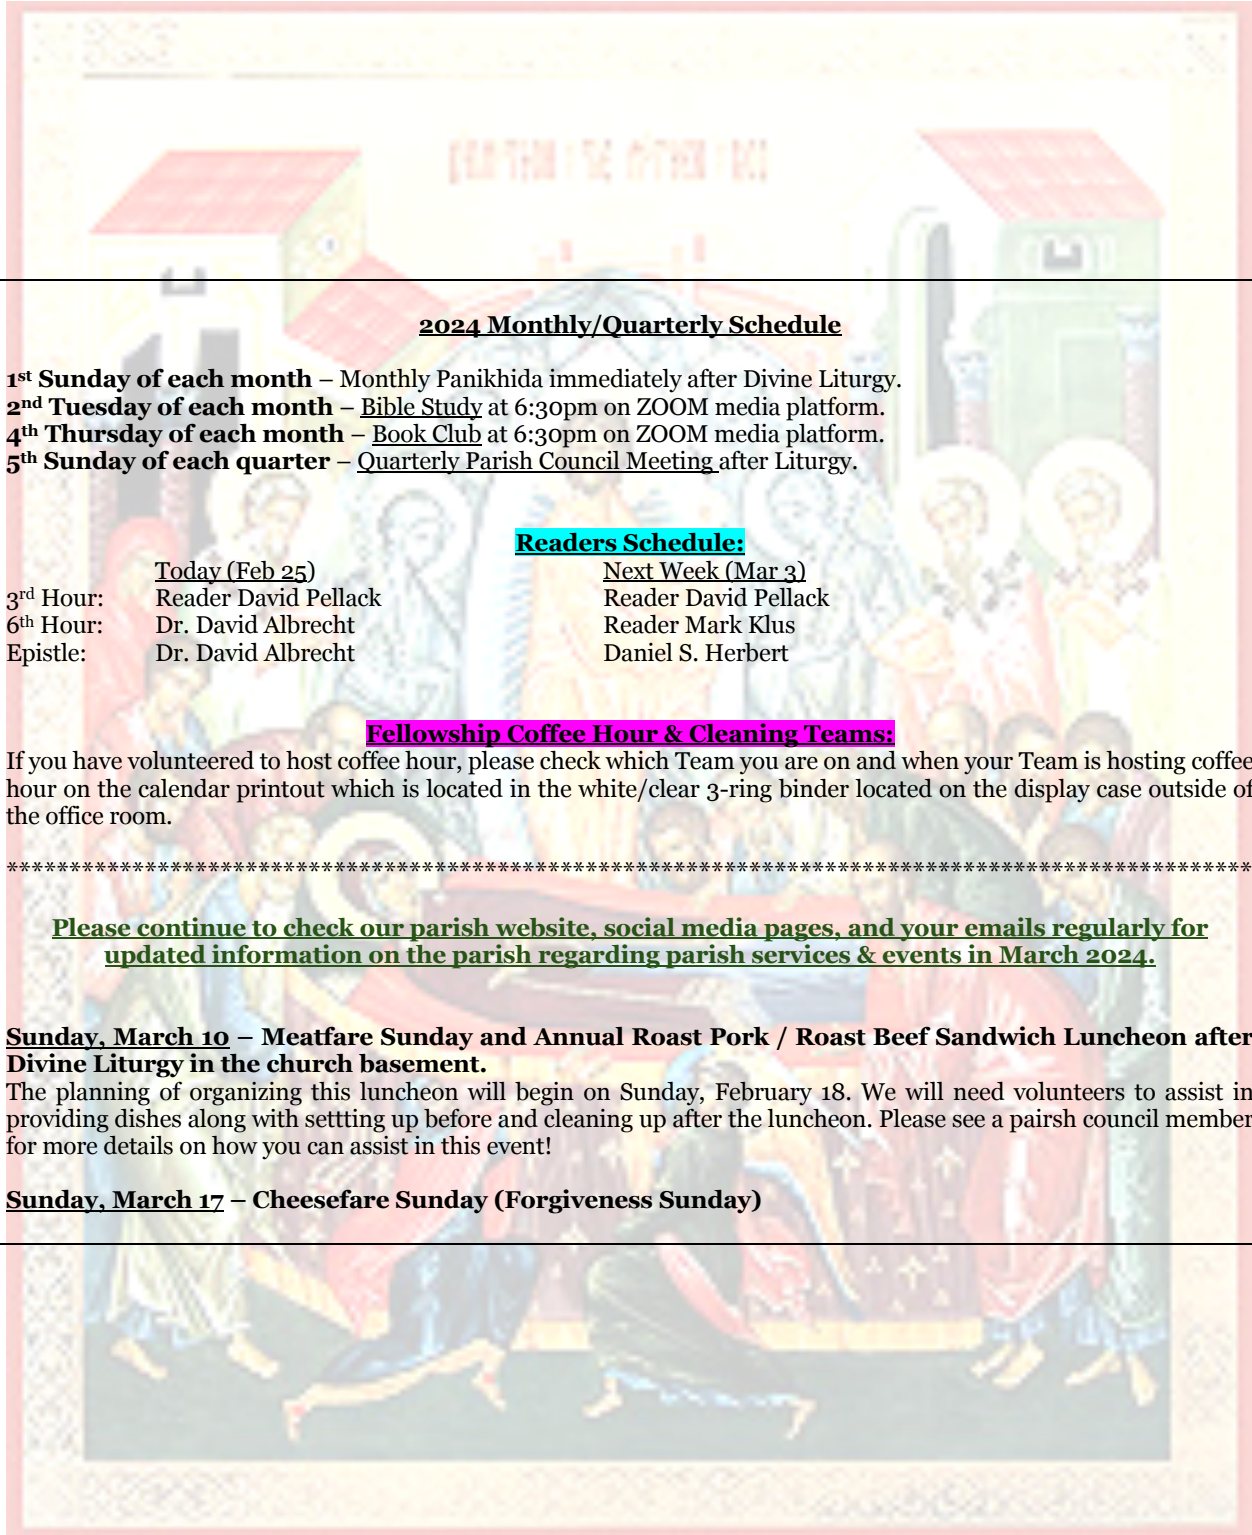 2024 Monthly/Quarterly Schedule
1st Sunday of each month – Monthly Panikhida immediately after Divine Liturgy.
2nd Tuesday of each month – Bible Study at 6:30pm on ZOOM media platform.
4th Thursday of each month – Book Club at 6:30pm on ZOOM media platform.
5th Sunday of each quarter – Quarterly Parish Council Meeting after Liturgy.
Readers Schedule:
Today (Feb 25) Next Week (Mar 3)
3rd Hour: Reader David Pellack Reader David Pellack
6th Hour: Dr. David Albrecht Reader Mark Klus
Epistle: Dr. David Albrecht Daniel S. Herbert
Fellowship Coffee Hour & Cleaning Teams:
If you have volunteered to host coffee hour, please check which Team you are on and when your Team is hosting coffee
hour on the calendar printout which is located in the white/clear 3-ring binder located on the display case outside of
the office room.
****************************************************************************************************
Please continue to check our parish website, social media pages, and your emails regularly for
updated information on the parish regarding parish services & events in March 2024.
Sunday, March 10 – Meatfare Sunday and Annual Roast Pork / Roast Beef Sandwich Luncheon after
Divine Liturgy in the church basement.
The planning of organizing this luncheon will begin on Sunday, February 18. We will need volunteers to assist in
providing dishes along with settting up before and cleaning up after the luncheon. Please see a pairsh council member
for more details on how you can assist in this event!
Sunday, March 17 – Cheesefare Sunday (Forgiveness Sunday)